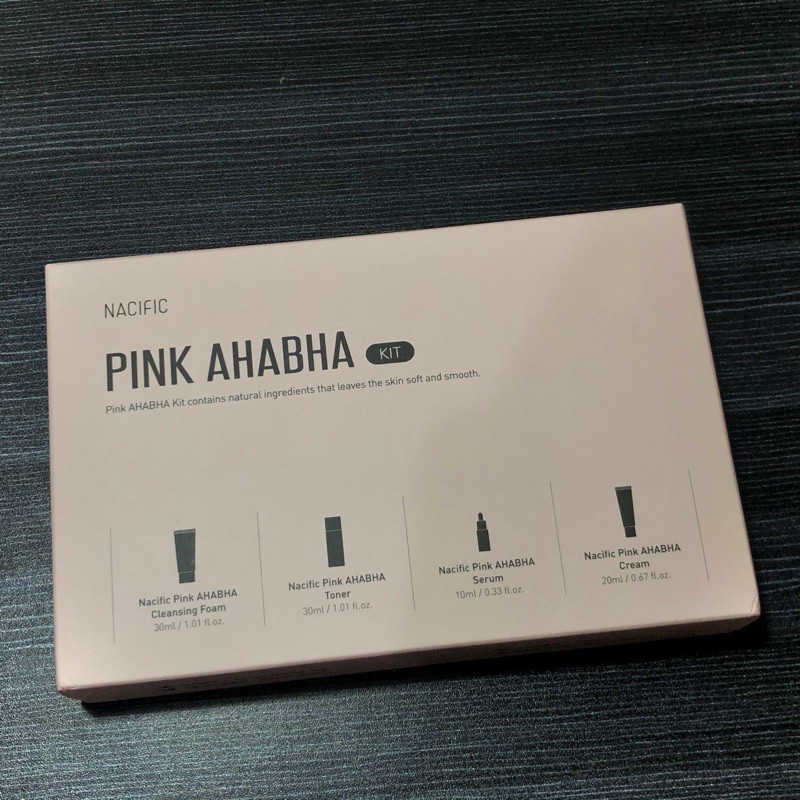 NACIFIC
PINK AHABHA KIT
Pink AHABHA Kit contains natural ingredients that leaves the skin soft and smooth.
Nacific Pink AHABHA
Cleansing Foam
30ml / 1.01 fl.oz.
Nacific Pink AHABHA
Toner
30ml / 1.01 fl.oz.
Nacific Pink AHABHA
Serum
10ml / 0.33 fl.oz.
Nacific Pink AHABHA
Cream
20ml / 0.67 fl.oz.